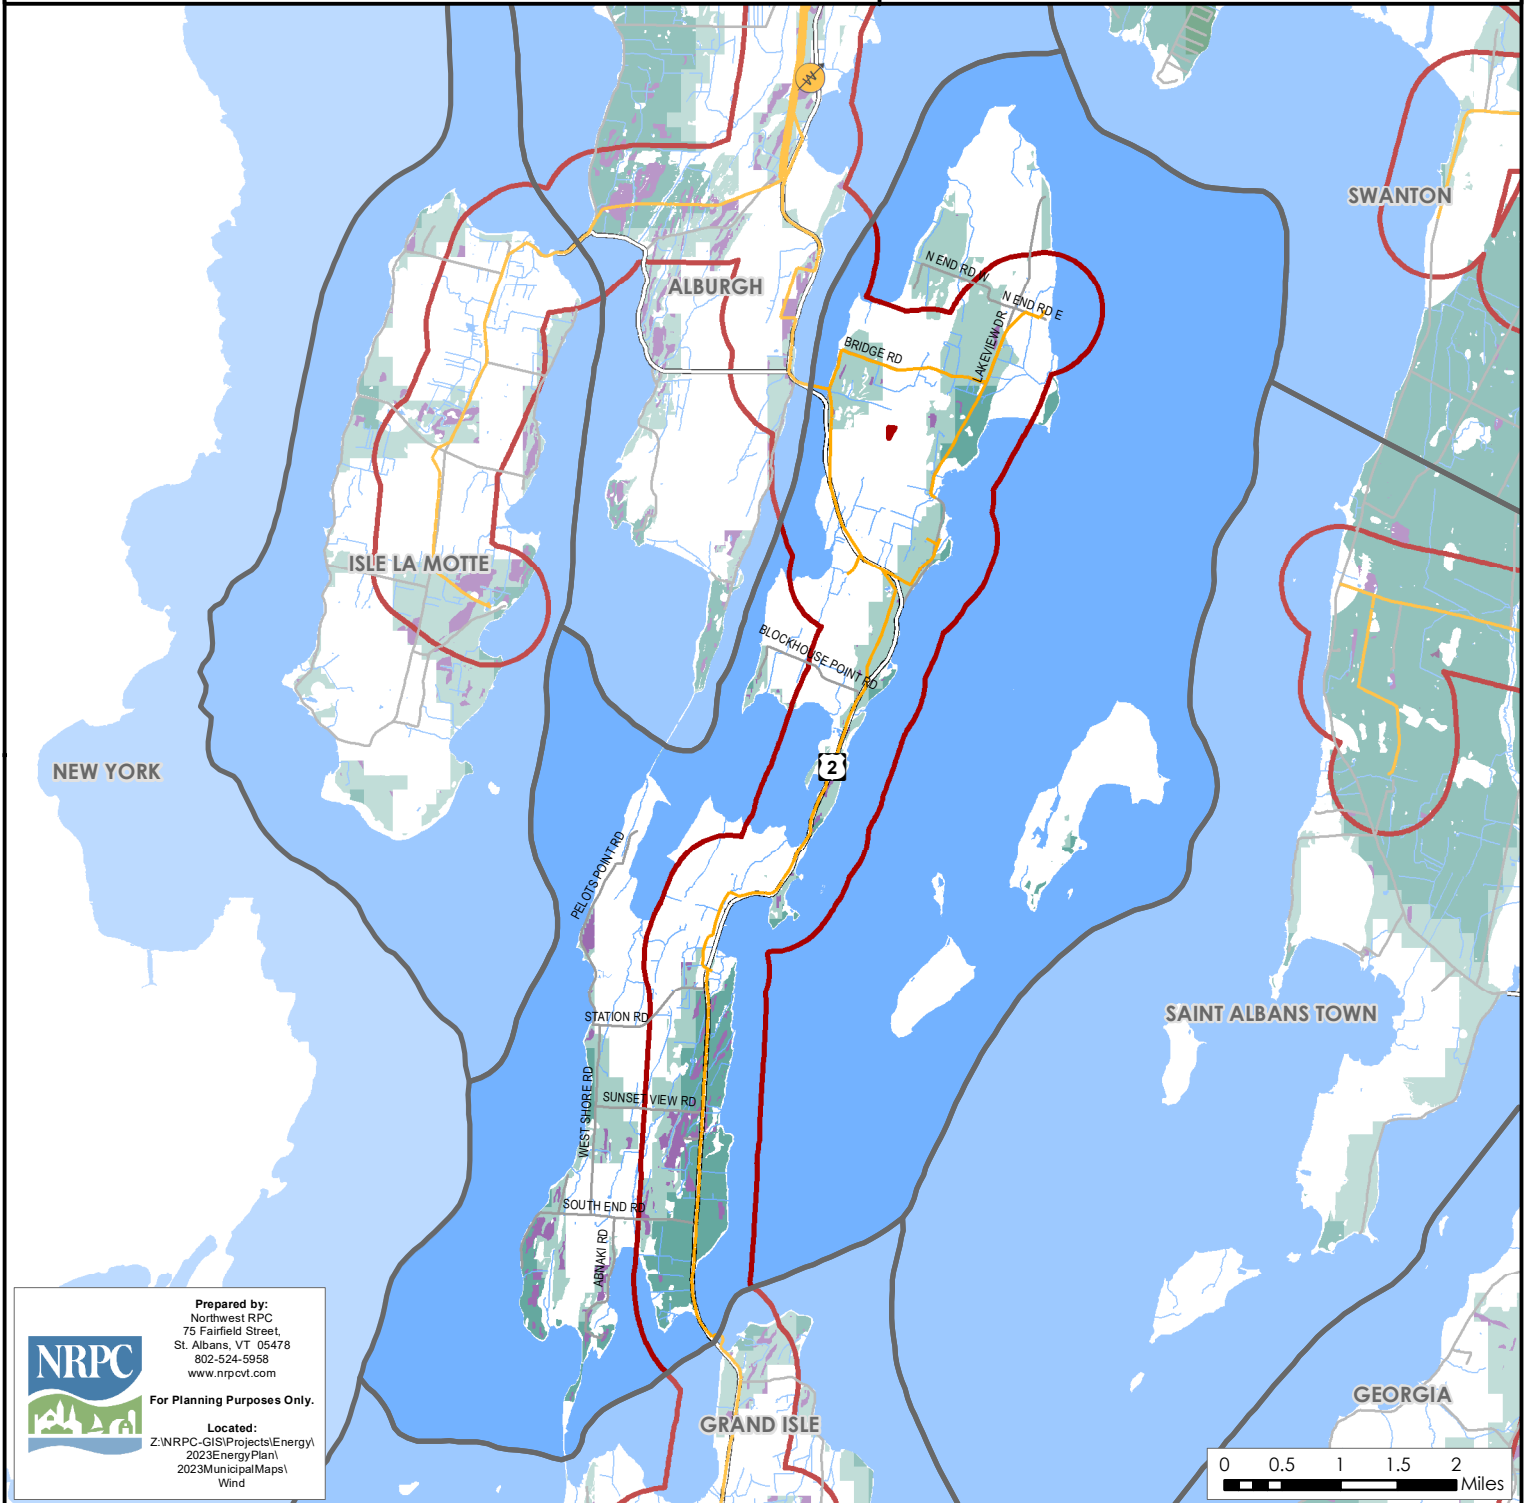 W
SWANTON
N END RD W
ALBURGH
N END RD E
LAKEVIEW DR
BRIDGE RD
ISLE LA MOTTE
BLOCKHOUSE POINT RD
NEW YORK
2
PELOTS POINT RD
STATION RD
SAINT ALBANS TOWN
WEST SHORE RD
SUNSET VIEW RD
SOUTH END RD
ABNAKI RD
GRAND ISLE
GEORGIA
NRPC
Prepared by:
Northwest RPC
75 Fairfield Street,
St. Albans, VT 05478
802-524-5958
www.nrpcvt.com
For Planning Purposes Only.
Located:
Z:\NRPC-GIS\Projects\Energy\
2023EnergyPlan\
2023MunicipalMaps\
Wind
0 0.5 1 1.5 2
Miles